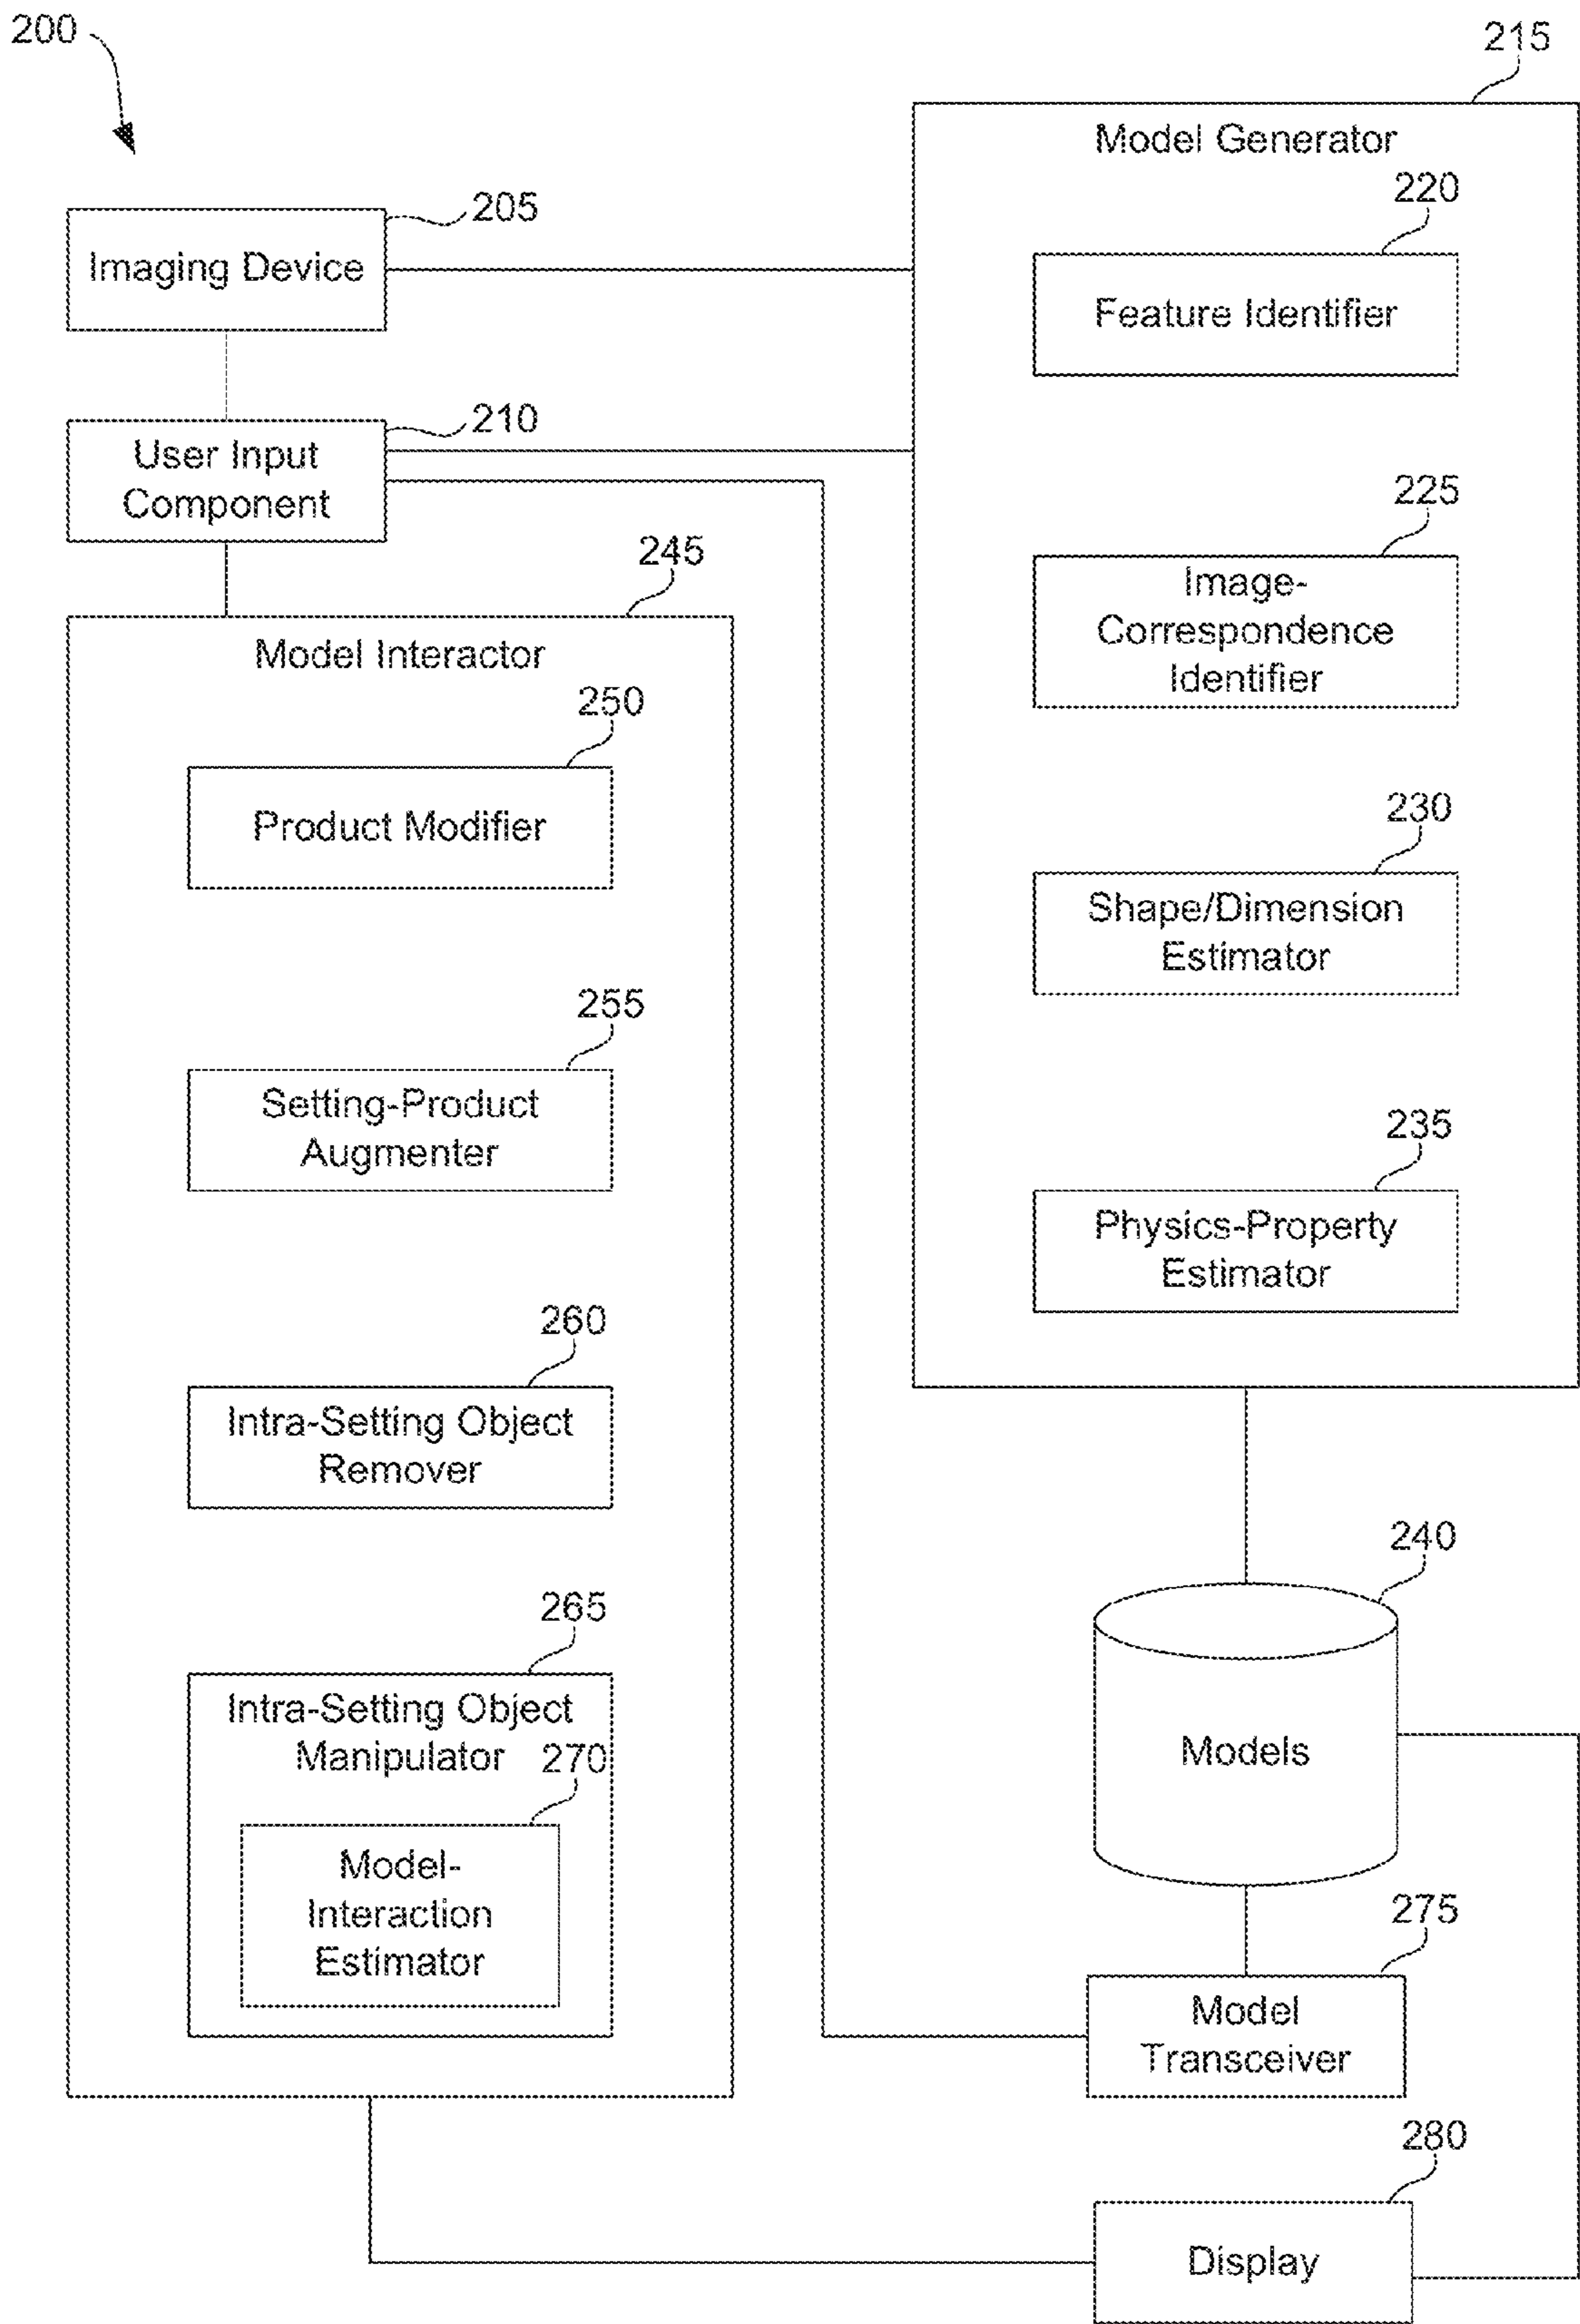 200
215
Model Generator
220
205
Imaging Device
Feature Identifier
210
User Input
Component
225
245
Image-
Correspondence
Identifier
Model Interactor
250
Product Modifier
230
Shape/Dimension
Estimator
255
Setting-Product
Augmenter
235
Physics-Property
Estimator
260
Intra-Setting Object
Remover
240
265
Intra-Setting Object
Manipulator
270
Models
Model-
Interaction
Estimator
275
Model
Transceiver
280
Display